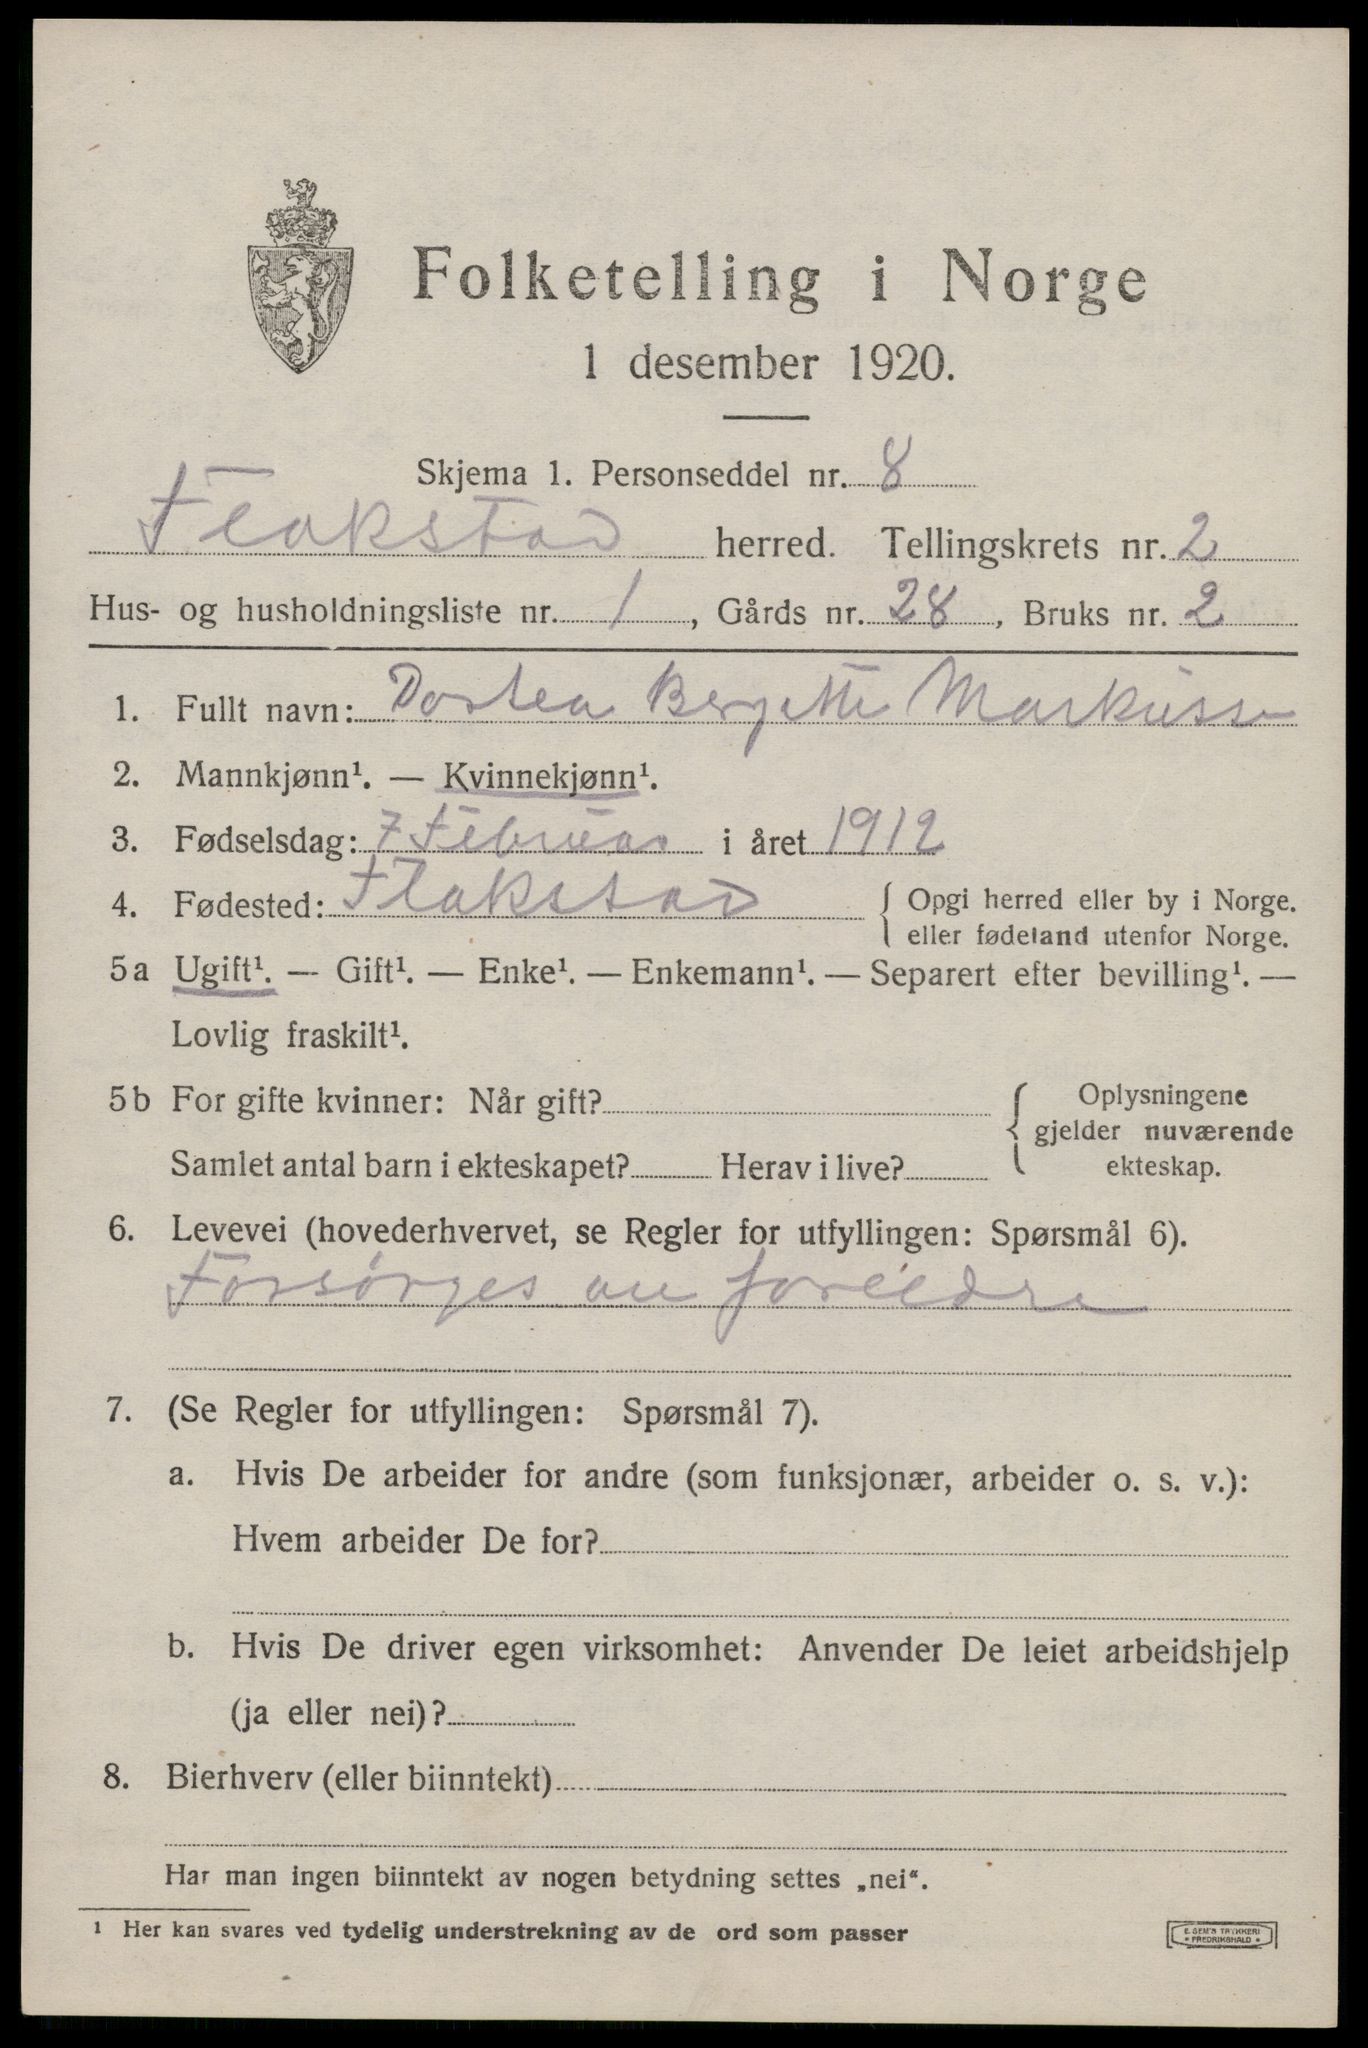 Folketelling i Norge
1 desember 1920.
Skjema 1. Personseddel nr. 8
Flakstad herred. Tellingskrets nr. 2
Hus- og husholdningsliste nr. 1, Gårds nr. 28, Bruks nr. 2
1. Fullt navn: Dortea Bergette Markussen
2. Mannkjønn¹. — Kvinnekjønn¹.
3. Fødselsdag: 7 Februar i året 1912
4. Fødested: Flakstad { Opgi herred eller by i Norge.
eller fødeland utenfor Norge.
5a Ugift¹. — Gift¹. — Enke¹. — Enkemann¹. — Separert efter bevilling¹. —
Lovlig fraskilt¹.
5b For gifte kvinner: Når gift? { Oplysningene
gjelder nuværende
Samlet antal barn i ekteskapet? Herav i live? ekteskap.
6. Levevei (hovederhvervet, se Regler for utfyllingen: Spørsmål 6).
Forsørges au foreldre
7. (Se Regler for utfyllingen: Spørsmål 7).
a. Hvis De arbeider for andre (som funksjonær, arbeider o. s. v.):
Hvem arbeider De for?
b. Hvis De driver egen virksomhet: Anvender De leiet arbeidshjelp
(ja eller nei)?
8. Bierhverv (eller biinntekt)
Har man ingen biinntekt av nogen betydning settes „nei“.
¹ Her kan svares ved tydelig understrekning av de ord som passer
E. SEM'S TRYKKERI
• FREDRIKSHALD •